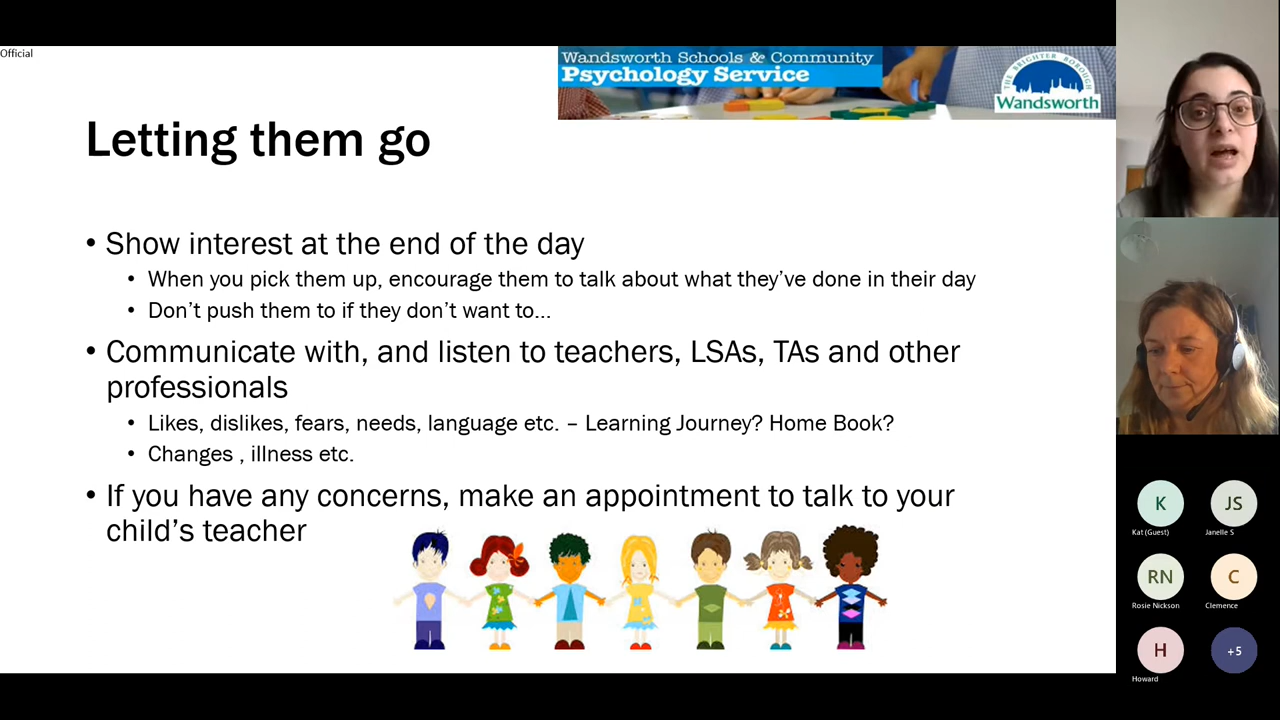 Official
Wandsworth Schools & Community
Psychology Service
THE BRIGHTER BOROUGH
Wandsworth
Letting them go
• Show interest at the end of the day
• When you pick them up, encourage them to talk about what they’ve done in their day
• Don’t push them to if they don’t want to...
• Communicate with, and listen to teachers, LSAs, TAs and other
professionals
• Likes, dislikes, fears, needs, language etc. – Learning Journey? Home Book?
• Changes , illness etc.
• If you have any concerns, make an appointment to talk to your
child’s teacher
K
JS
Kat (Guest)
Janelle S
RN
C
Rosie Nickson
Clemence
H
+5
Howard